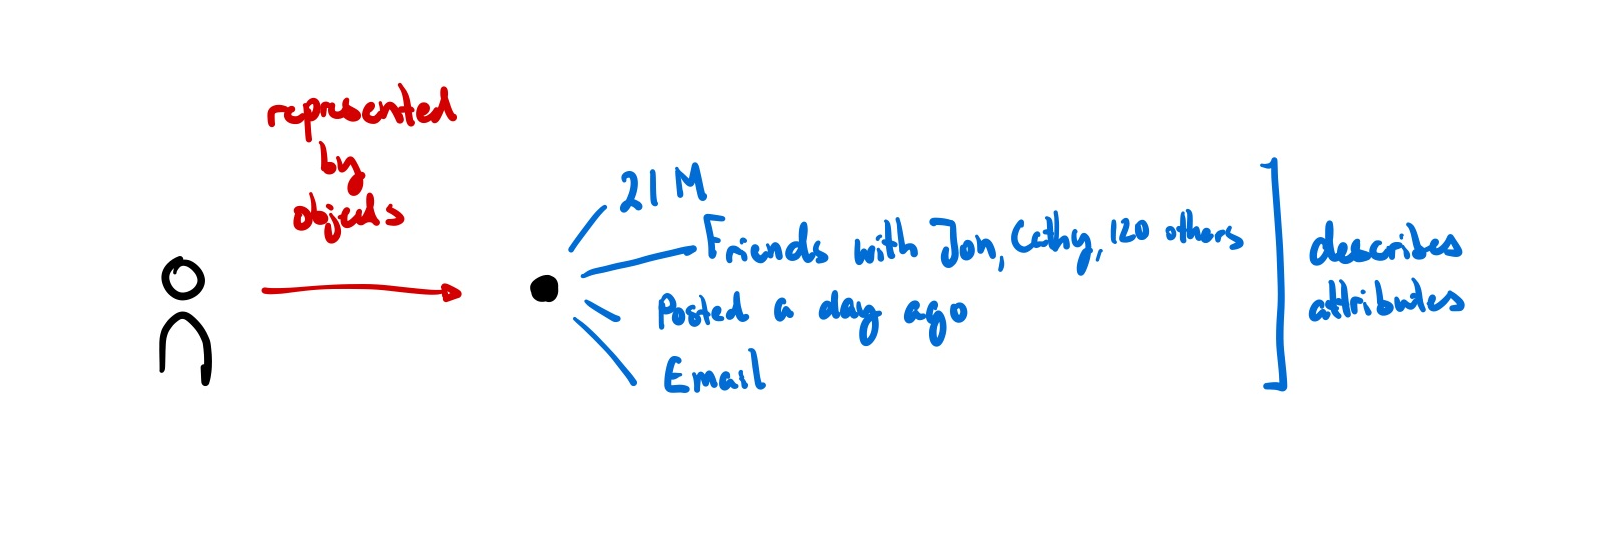 represented
by
objects
21 M
Friends with Jon, Cathy, 120 others
Posted a day ago
Email
describes
attributes